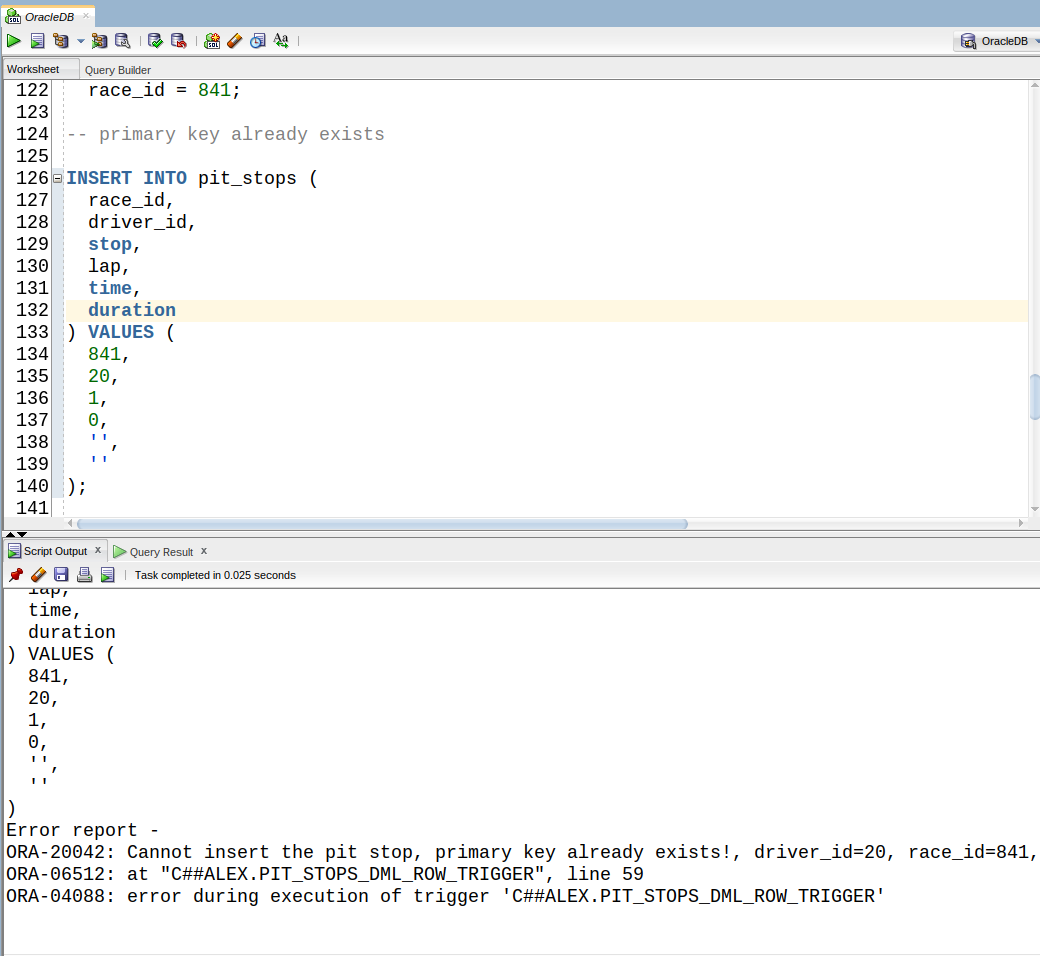 OracleDB
OracleDB
Worksheet Query Builder
122 race_id = 841;
123
124 -- primary key already exists
125
126 INSERT INTO pit_stops (
127 race_id,
128 driver_id,
129 stop,
130 lap,
131 time,
132 duration
133 ) VALUES (
134 841,
135 20,
136 1,
137 0,
138 '',
139 ''
140 );
141
Script Output x Query Result x
Task completed in 0.025 seconds
lap,
time,
duration
) VALUES (
841,
20,
1,
0,
'',
''
)
Error report -
ORA-20042: Cannot insert the pit stop, primary key already exists!, driver_id=20, race_id=841,
ORA-06512: at "C##ALEX.PIT_STOPS_DML_ROW_TRIGGER", line 59
ORA-04088: error during execution of trigger 'C##ALEX.PIT_STOPS_DML_ROW_TRIGGER'